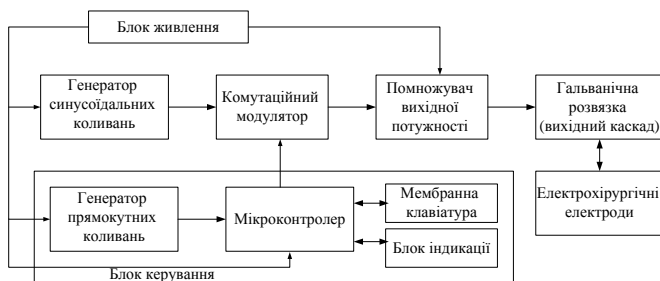 Блок живлення
Генератор
синусоїдальних
коливань
Комутаційний
модулятор
Помножувач
вихідної
потужності
Гальванічна
розвязка
(вихідний каскад)
Генератор
прямокутних
коливань
Мікроконтролер
Мембранна
клавіатура
Блок індикації
Електрохірургічні
електроди
Блок керування